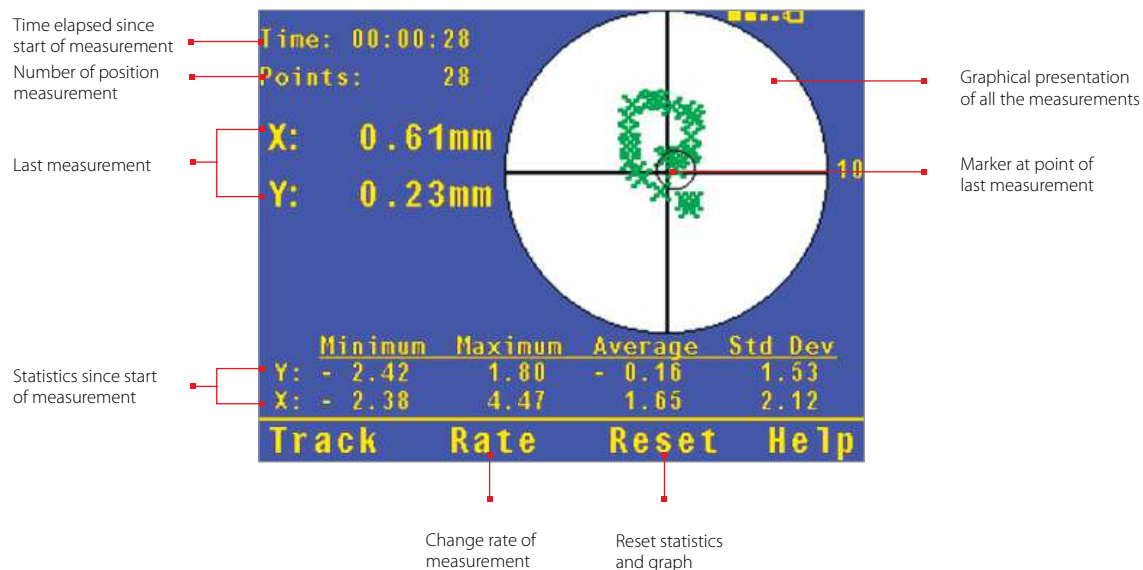 Time elapsed since
start of measurement
Number of position
measurement
Last measurement
Time: 00:00:28
Points: 28
X: 0.61mm
Y: 0.23mm
10
Graphical presentation
of all the measurements
Marker at point of
last measurement
Statistics since start
of measurement
Minimum Maximum Average Std Dev
Y: - 2.42 1.80 - 0.16 1.53
X: - 2.38 4.47 1.65 2.12
Track Rate Reset Help
Change rate of
measurement
Reset statistics
and graph